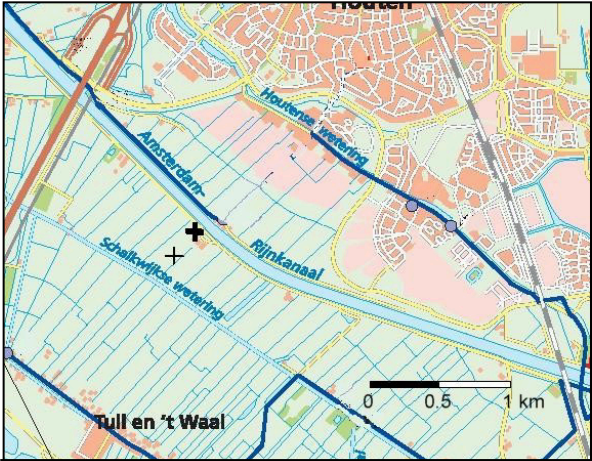 Houten
Houtense wetering
Amsterdam-
Rijnkanaal
Schalkwijkse wetering
0 0.5 1 km
Tull en 't Waal